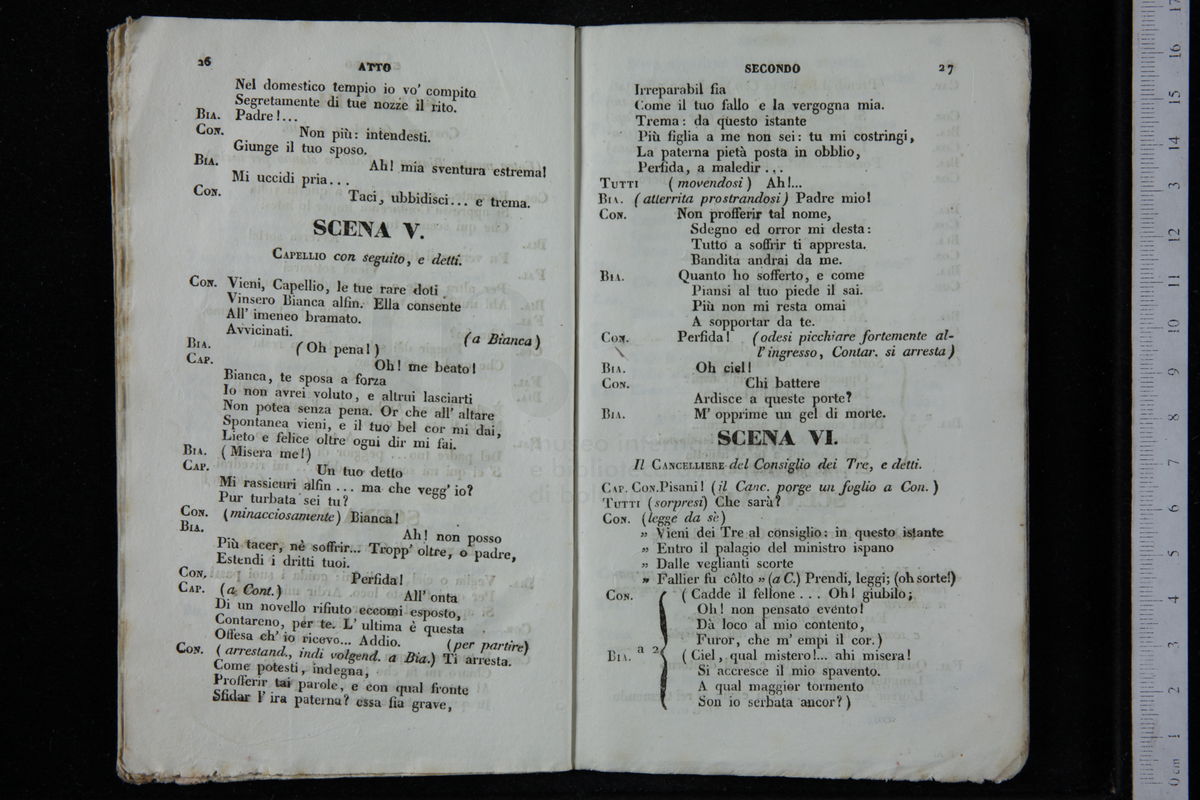 26
ATTO
Nel domestico tempio io vo' compito
Segretamente di tue nozze il rito.
BIA. Padre!...
CON. Non più: intendesti.
Giunge il tuo sposo.
BIA. Ah! mia sventura estrema!
Mi uccidi pria...
CON. Taci, ubbidisci... e trema.
SCENA V.
CAPELLIO con seguito, e detti.
CON. Vieni, Capellio, le tue rare doti
Vinsero Bianca alfin. Ella consente
All' imeneo bramato.
Avvicinati. (a Bianca)
BIA. (Oh pena!)
CAP. Oh! me beato!
Bianca, te sposa a forza
Io non avrei voluto, e altrui lasciarti
Non potea senza pena. Or che all' altare
Spontanea vieni, e il tuo bel cor mi dai,
Lieto e felice oltre ogni dir mi fai.
BIA. (Misera me!)
CAP. Un tuo detto
Mi rassicuri alfin... ma che vegg' io?
Pur turbata sei tu?
CON. (minacciosamente) Bianca!
BIA. Ah! non posso
Più tacer, nè soffrir... Tropp' oltre, o padre,
Estendi i dritti tuoi.
CON. Perfida!
CAP. (a Cont.) All' onta
Di un novello rifiuto eccomi esposto,
Contareno, per te. L' ultima è questa
Offesa ch' io ricevo... Addio. (per partire)
CON. (arrestand., indi volgend. a Bia.) Ti arresta.
Come potesti, indegna,
Profferir tai parole, e con qual fronte
Sfidar l' ira paterna? essa fia grave,
SECONDO
27
Irreparabil fia
Come il tuo fallo e la vergogna mia.
Trema: da questo istante
Più figlia a me non sei: tu mi costringi,
La paterna pietà posta in obblio,
Perfida, a maledir...
TUTTI (movendosi) Ah!...
BIA. (atterrita prostrandosi) Padre mio!
CON. Non profferir tal nome,
Sdegno ed orror mi desta:
Tutto a soffrir ti appresta.
Bandita andrai da me.
BIA. Quanto ho sofferto, e come
Piansi al tuo piede il sai.
Più non mi resta omai
A sopportar da te.
CON. Perfida! (odesi picchiare fortemente al-
l' ingresso, Contar. si arresta)
BIA. Oh ciel!
CON. Chi battere
Ardisce a queste porte?
BIA. M' opprime un gel di morte.
SCENA VI.
Il CANCELLIERE del Consiglio dei Tre, e detti.
CAP. CON. Pisani! (il Canc. porge un foglio a Con.)
TUTTI (sorpresi) Che sarà?
CON. (legge da sè)
" Vieni dei Tre al consiglio: in questo istante
" Entro il palagio del ministro ispano
" Dalle veglianti scorte
" Fallier fu côlto " (a C.) Prendi, leggi; (oh sorte!)
CON. (Cadde il fellone... Oh! giubilo;
Oh! non pensato evento!
Dà loco al mio contento,
Furor, che m' empi il cor.)
a 2
BIA. (Ciel, qual mistero!... ahi misera!
Si accresce il mio spavento.
A qual maggior tormento
Son io serbata ancor?)